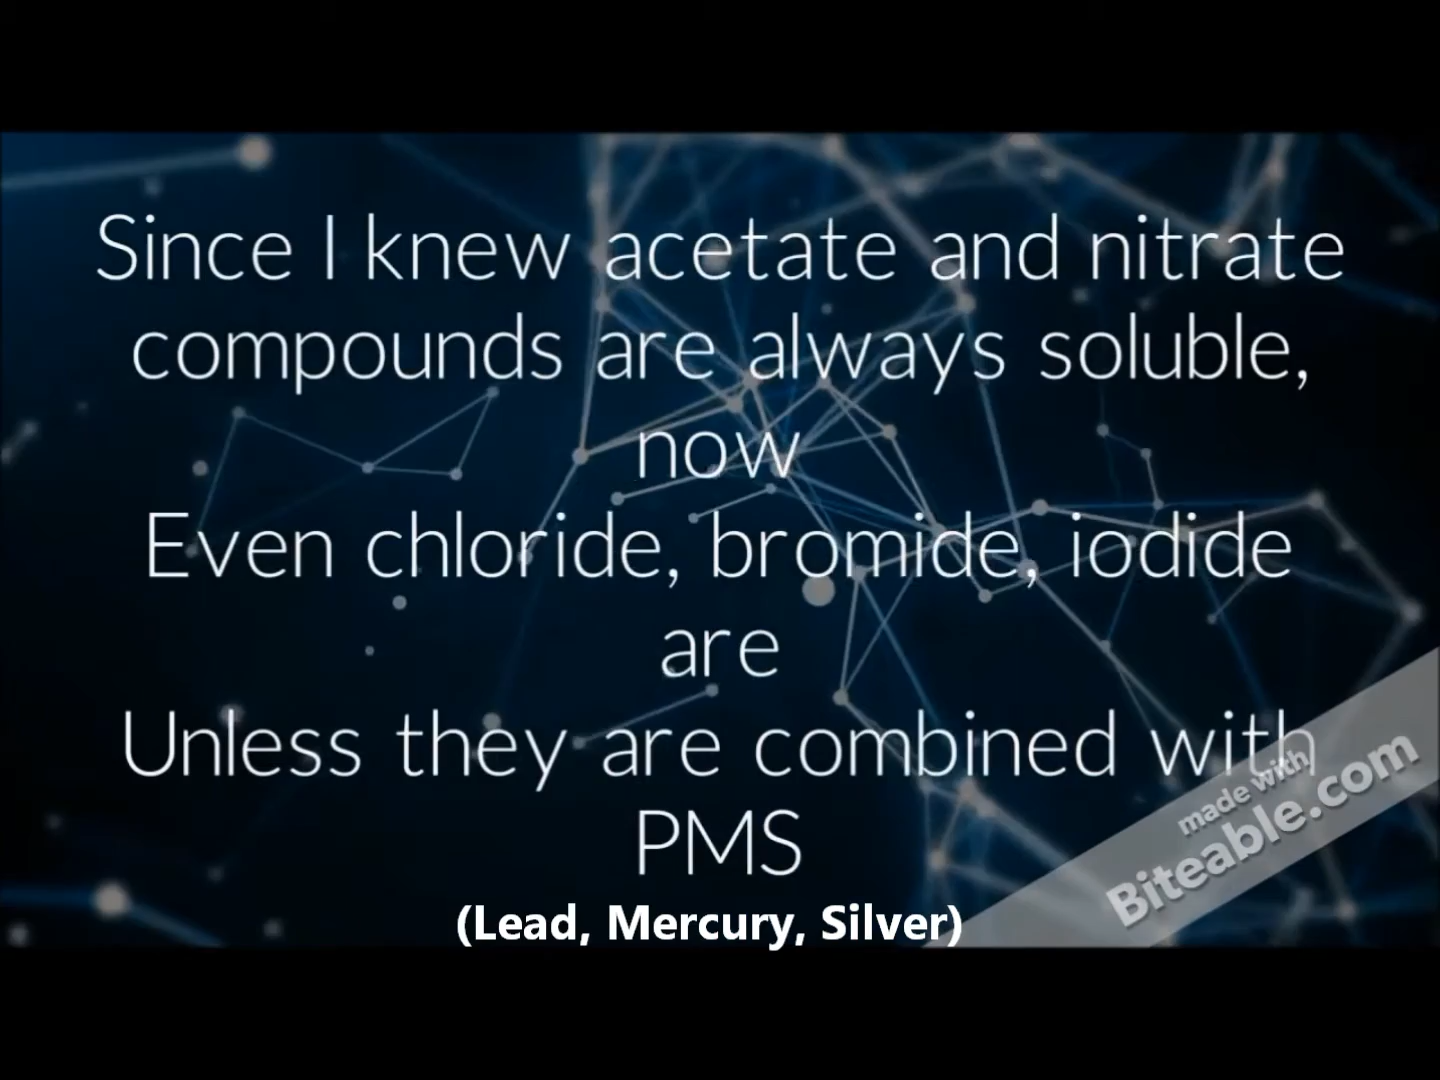 Since I knew acetate and nitrate
compounds are always soluble,
now
Even chloride, bromide, iodide
are
Unless they are combined with
PMS
(Lead, Mercury, Silver)
made with
Biteable.com